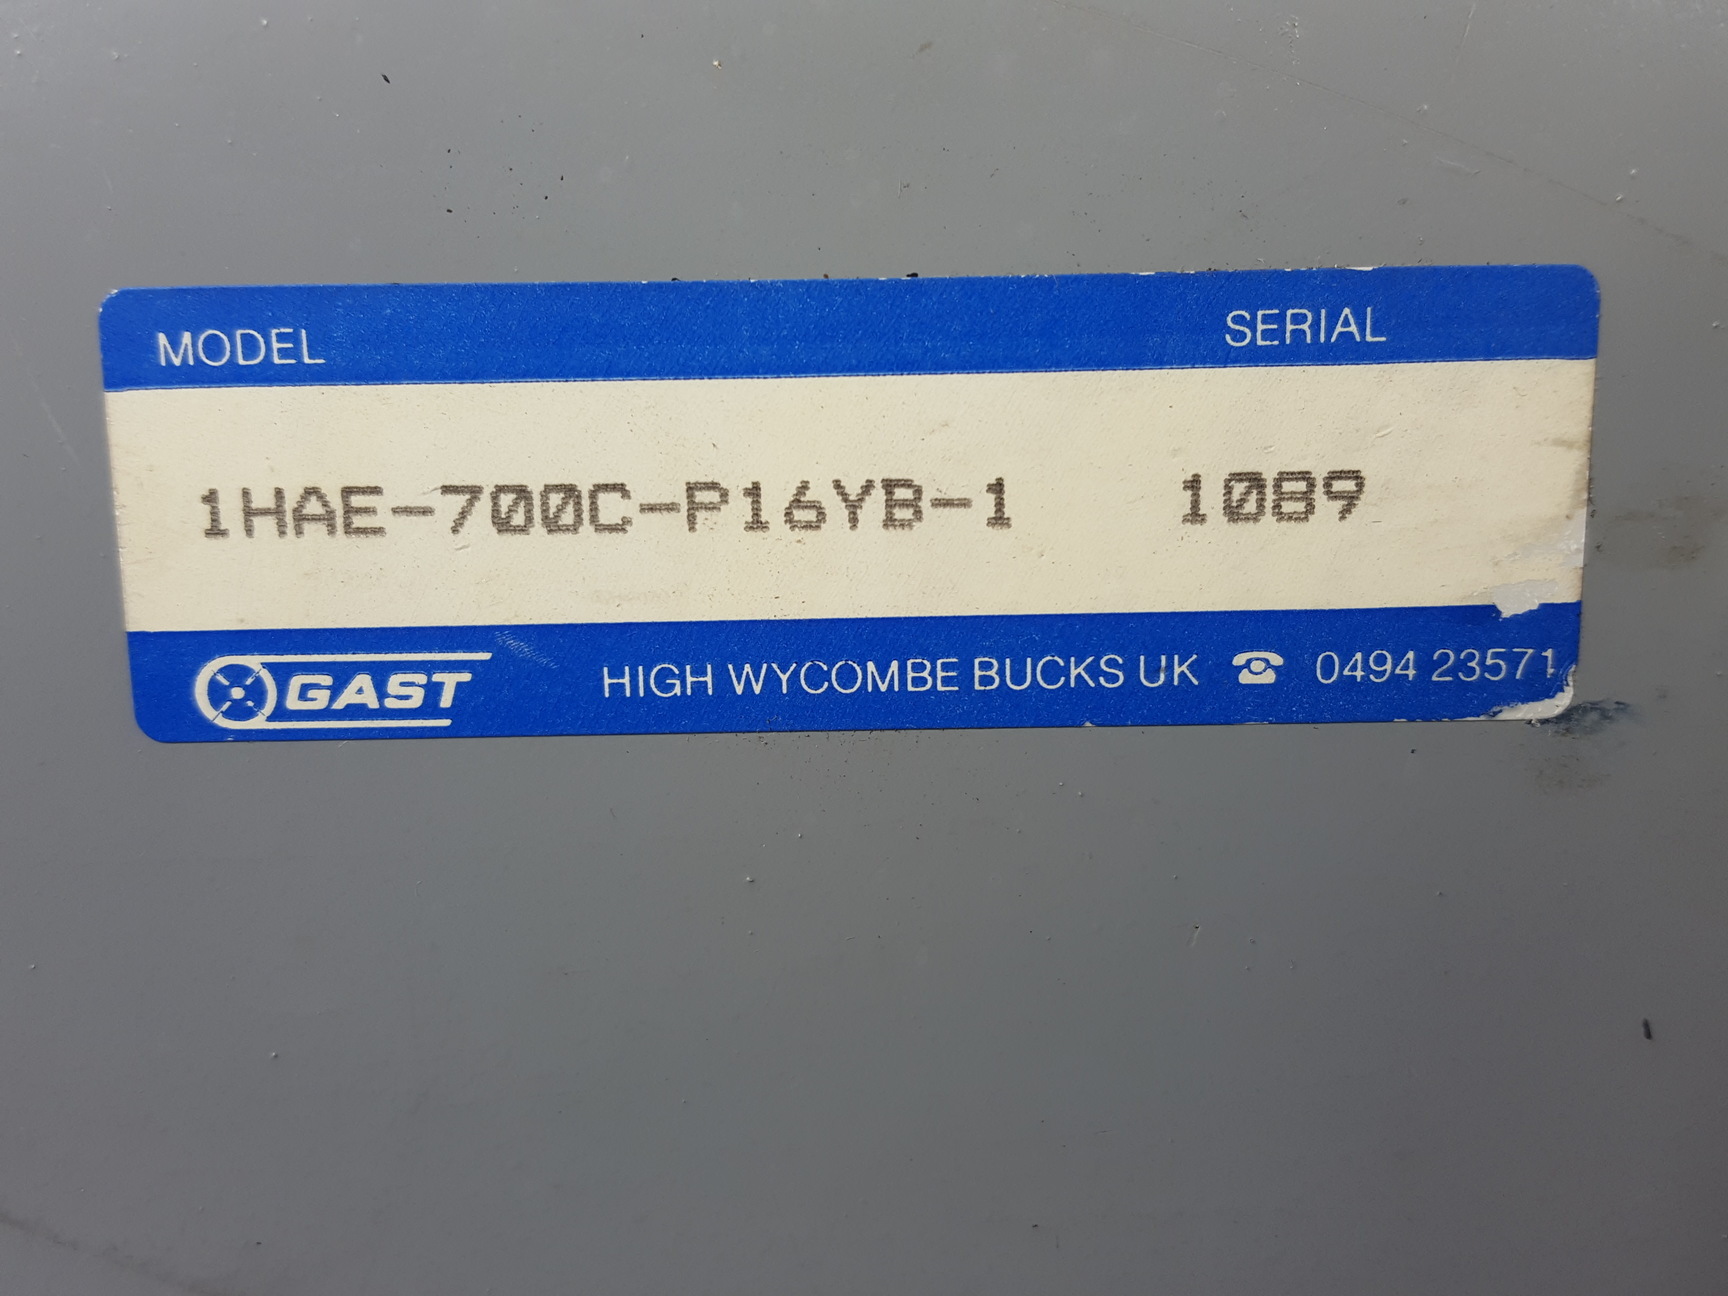 MODEL SERIAL
1HAE-700C-P16YB-1 1089
GAST HIGH WYCOMBE BUCKS UK ☎ 0494 23571